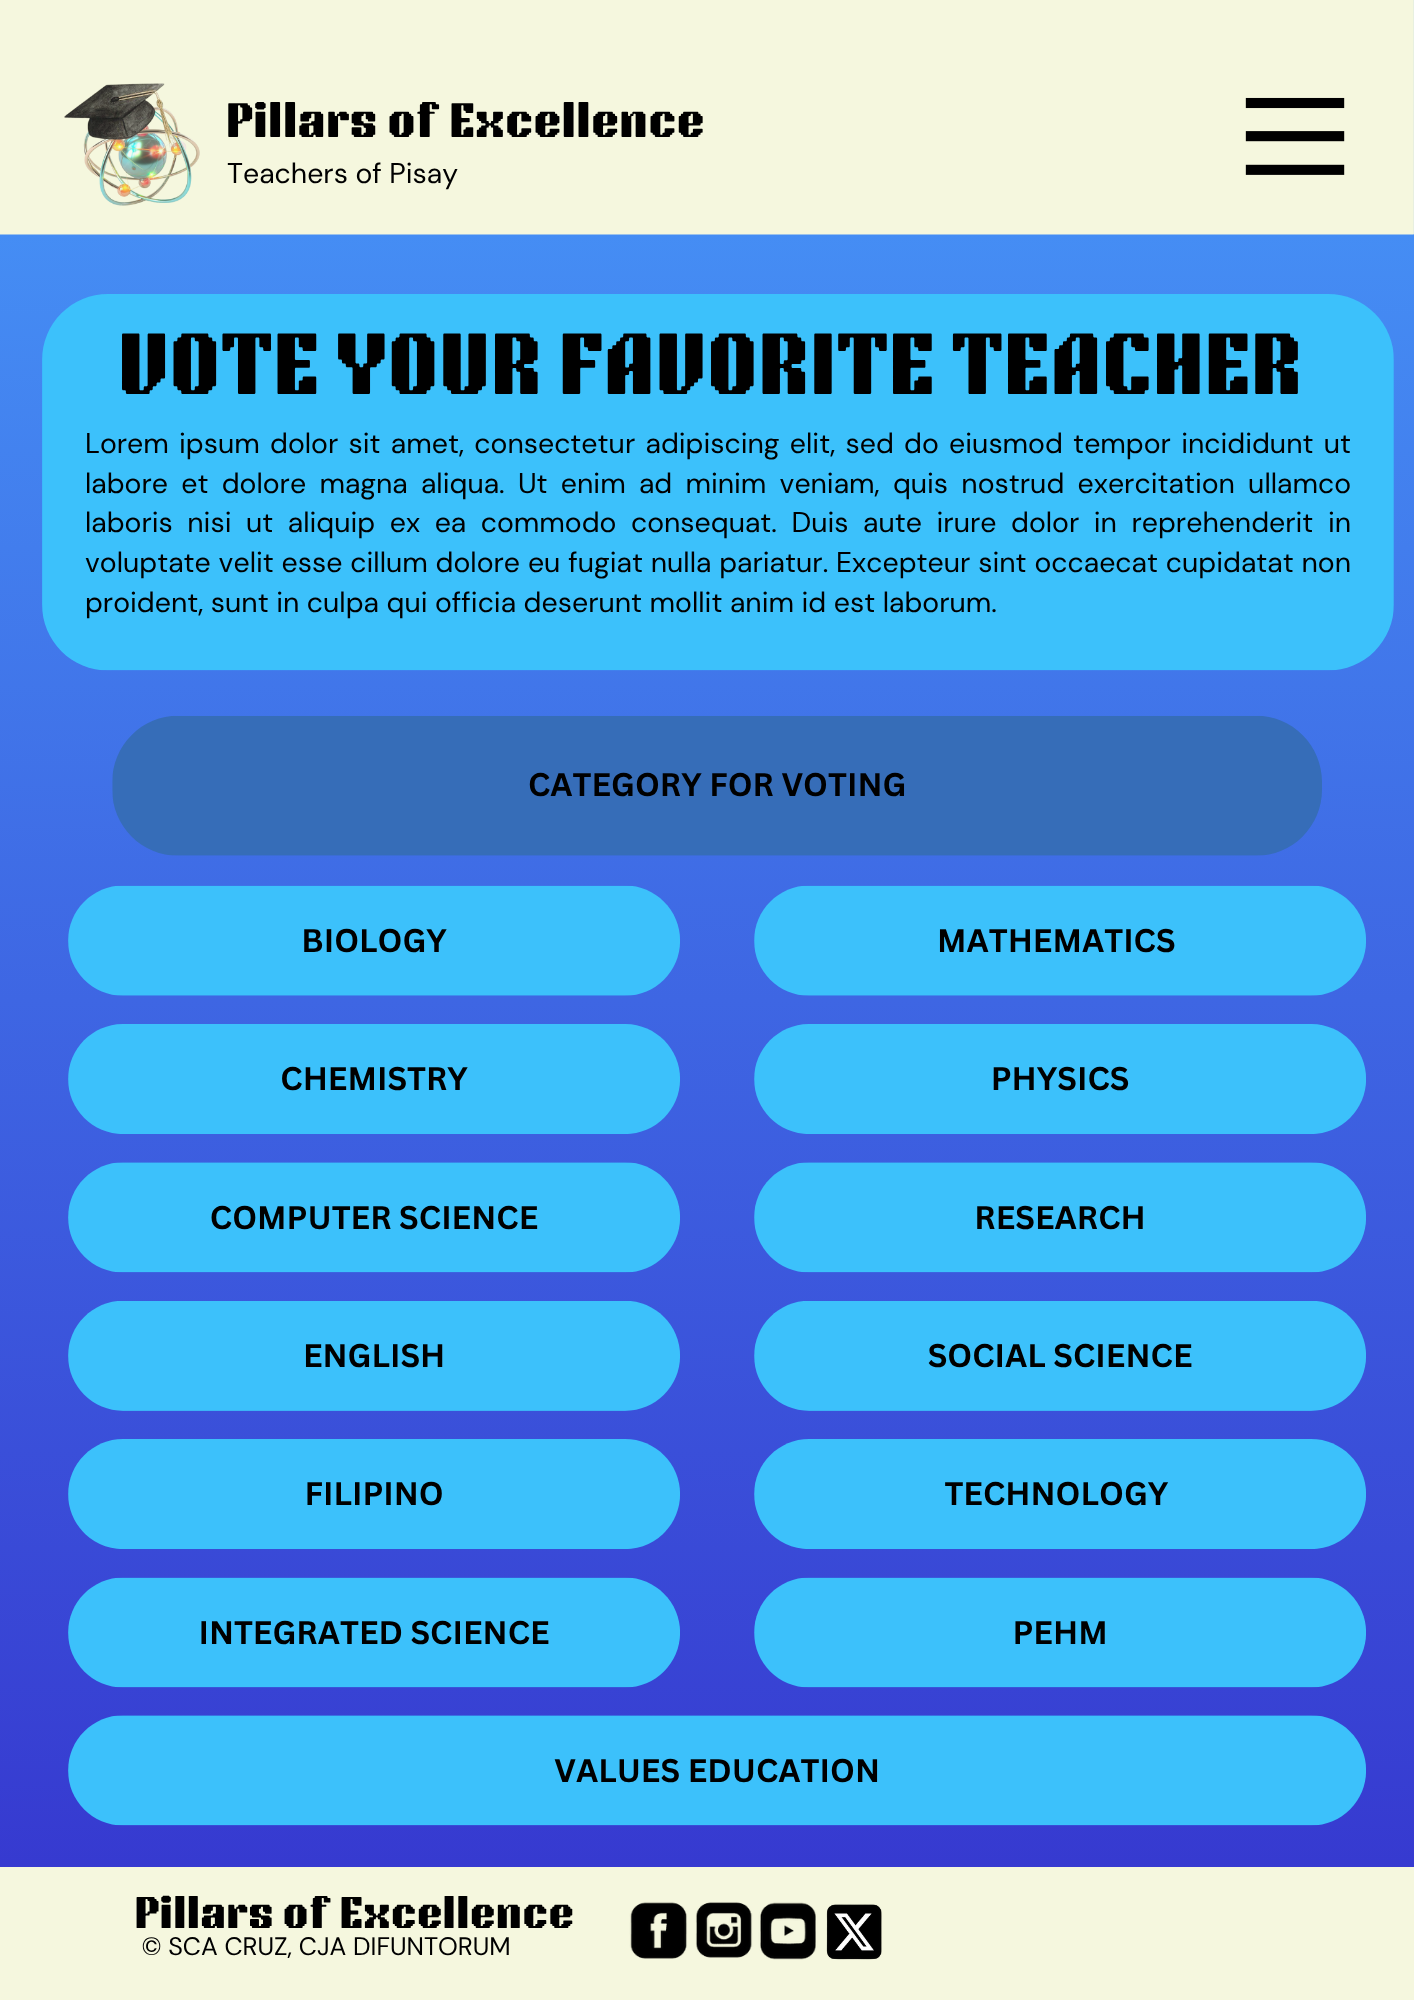 Pillars of Excellence
Teachers of Pisay
VOTE YOUR FAVORITE TEACHER
Lorem ipsum dolor sit amet, consectetur adipiscing elit, sed do eiusmod tempor incididunt ut
labore et dolore magna aliqua. Ut enim ad minim veniam, quis nostrud exercitation ullamco
laboris nisi ut aliquip ex ea commodo consequat. Duis aute irure dolor in reprehenderit in
voluptate velit esse cillum dolore eu fugiat nulla pariatur. Excepteur sint occaecat cupidatat non
proident, sunt in culpa qui officia deserunt mollit anim id est laborum.
CATEGORY FOR VOTING
BIOLOGY
MATHEMATICS
CHEMISTRY
PHYSICS
COMPUTER SCIENCE
RESEARCH
ENGLISH
SOCIAL SCIENCE
FILIPINO
TECHNOLOGY
INTEGRATED SCIENCE
PEHM
VALUES EDUCATION
Pillars of Excellence
© SCA CRUZ, CJA DIFUNTORUM